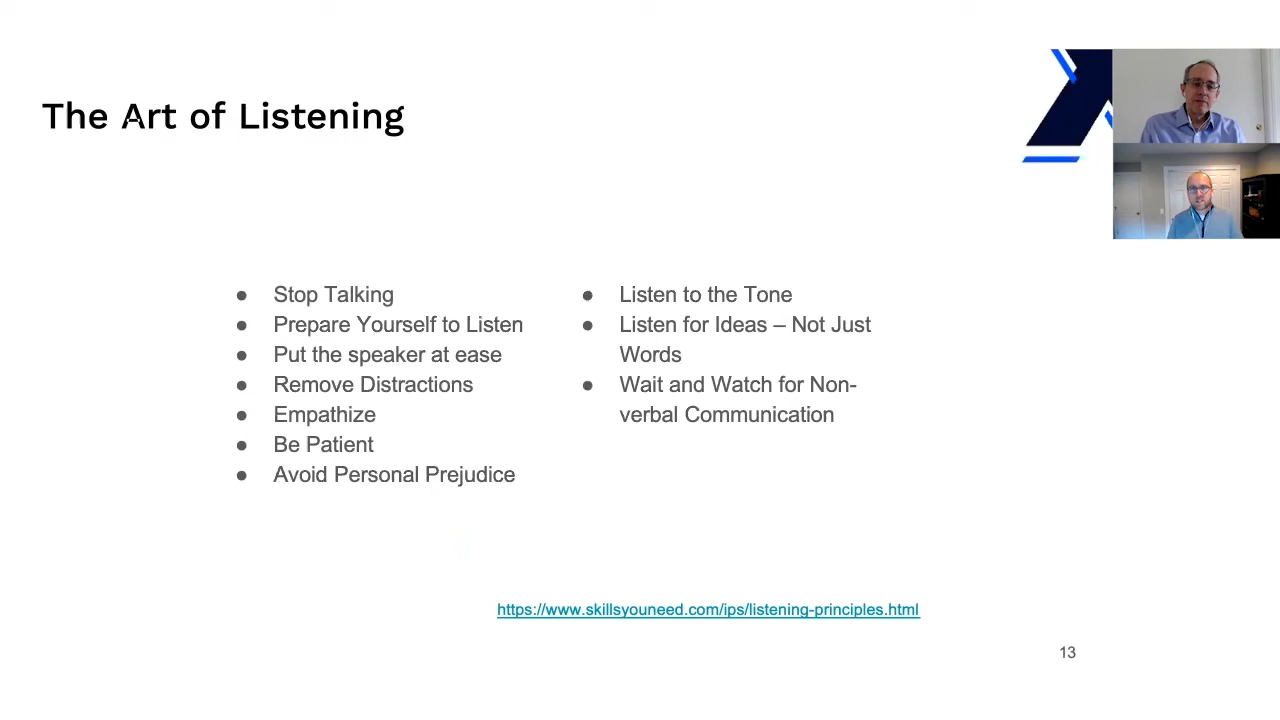 The Art of Listening
● Stop Talking
● Prepare Yourself to Listen
● Put the speaker at ease
● Remove Distractions
● Empathize
● Be Patient
● Avoid Personal Prejudice
● Listen to the Tone
● Listen for Ideas – Not Just
Words
● Wait and Watch for Non-
verbal Communication
https://www.skillsyouneed.com/ips/listening-principles.html
13